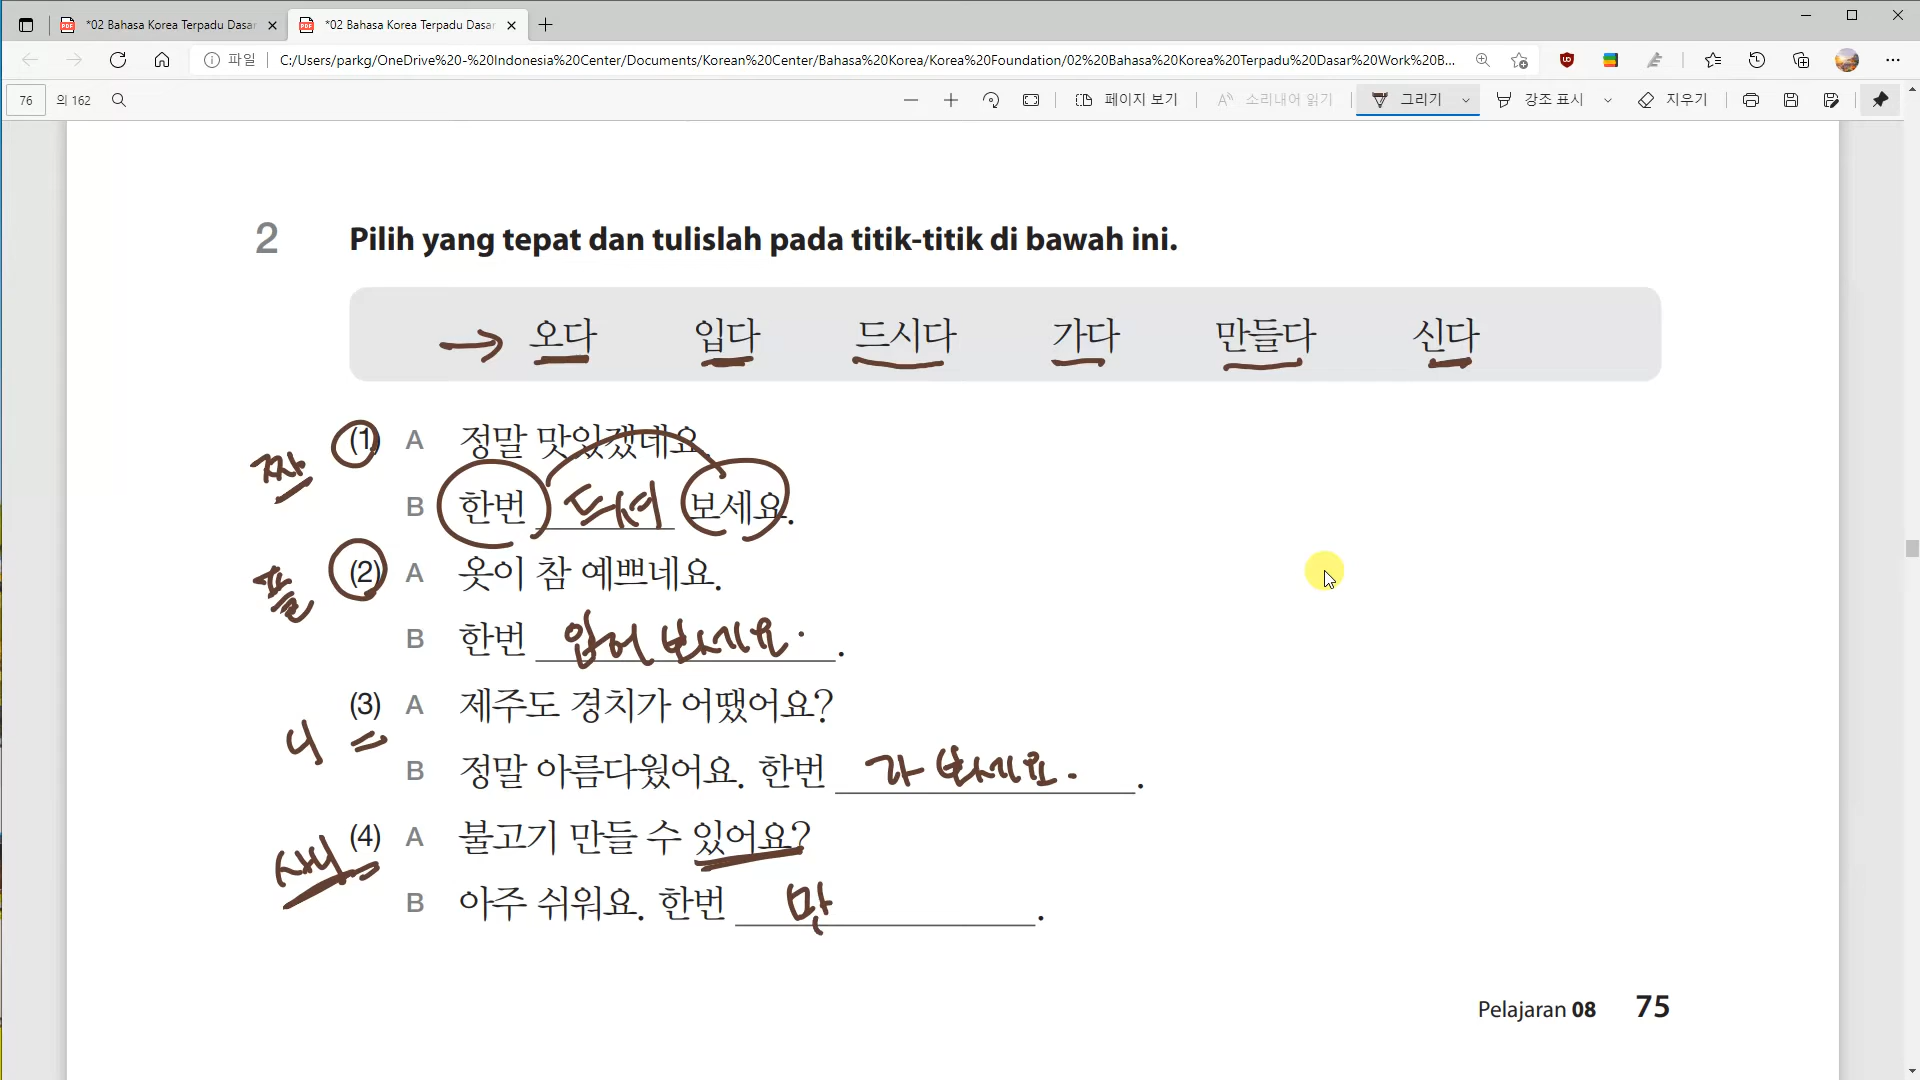 *02 Bahasa Korea Terpadu Dasar
*02 Bahasa Korea Terpadu Dasar
파일 C:/Users/parkg/OneDrive%20-%20Indonesia%20Center/Documents/Korean%20Center/Bahasa%20Korea/Korea%20Foundation/02%20Bahasa%20Korea%20Terpadu%20Dasar%20Work%20B...
76 의 162 페이지 보기 소리내어 읽기 그리기 강조 표시 지우기
2 Pilih yang tepat dan tulislah pada titik-titik di bawah ini.
오다 입다 드시다 가다 만들다 신다
(1) A 정말 맛있겠네요.
B 한번 드셔 보세요.
(2) A 옷이 참 예쁘네요.
B 한번 입어 보세요.
(3) A 제주도 경치가 어땠어요?
B 정말 아름다웠어요. 한번 가 보세요.
(4) A 불고기 만들 수 있어요?
B 아주 쉬워요. 한번 만.
Pelajaran 08 75